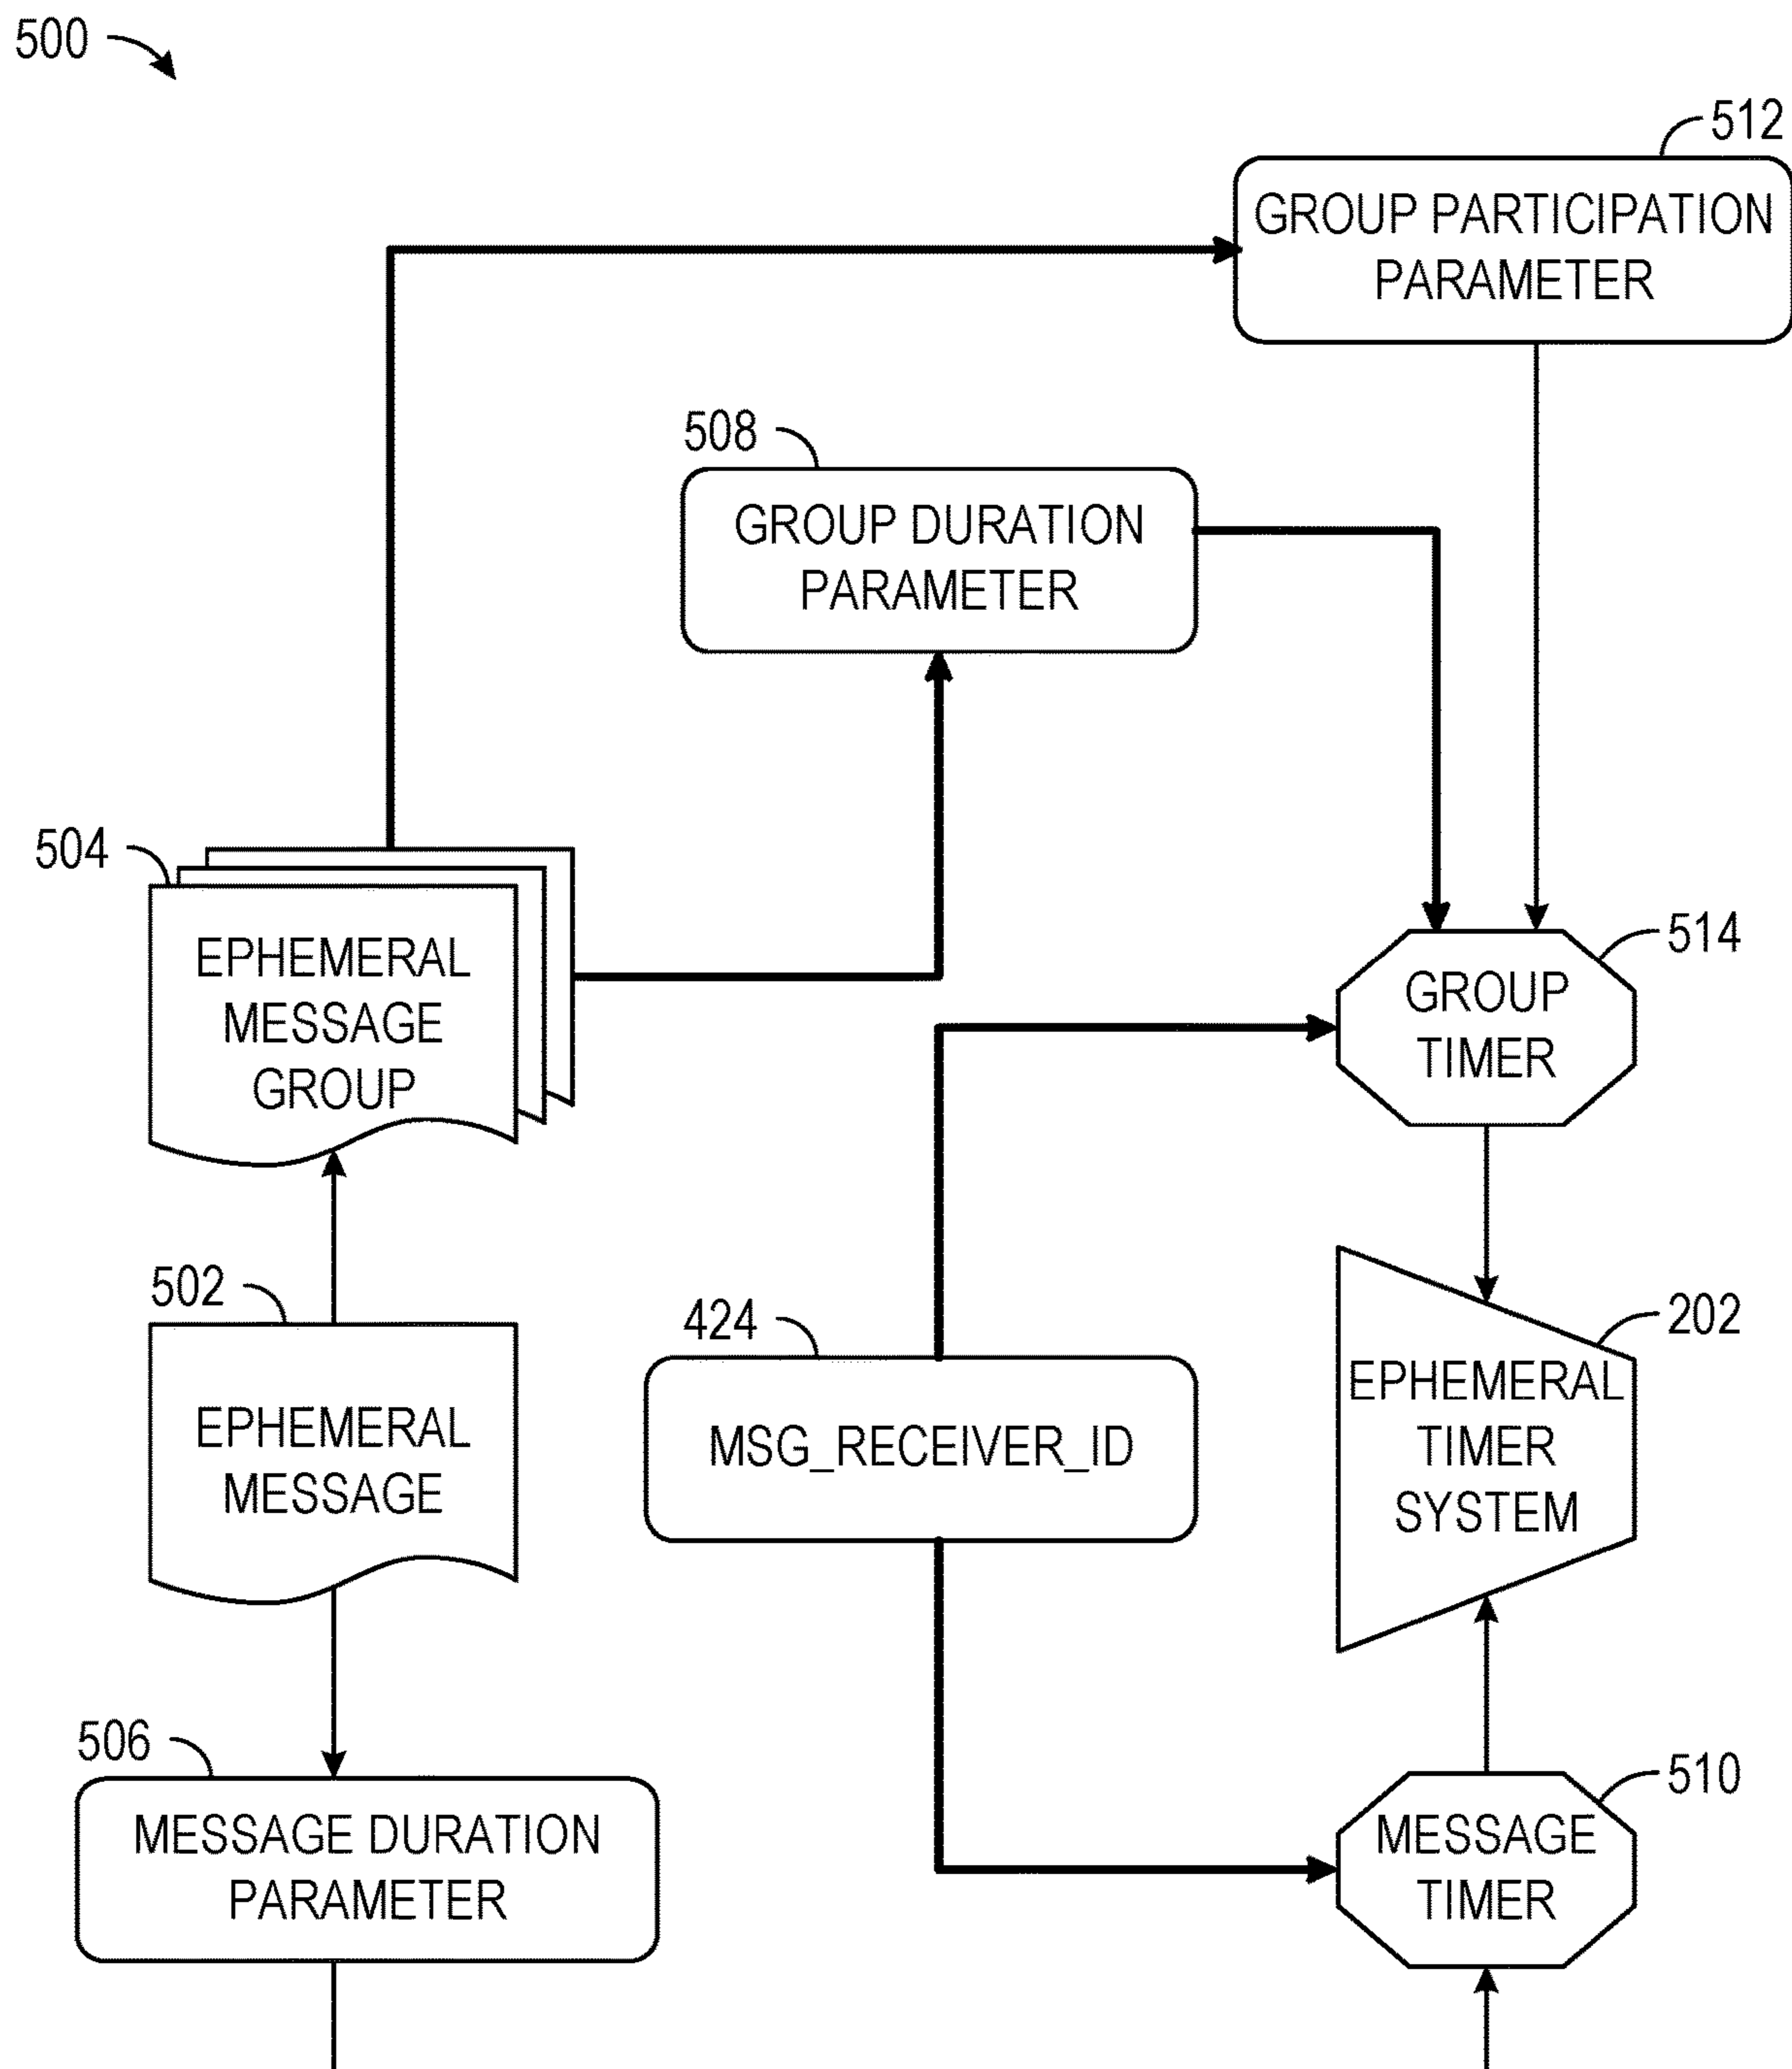 500
512
GROUP PARTICIPATION
PARAMETER
508
GROUP DURATION
PARAMETER
504
EPHEMERAL
MESSAGE
GROUP
514
GROUP
TIMER
502
EPHEMERAL
MESSAGE
424
MSG_RECEIVER_ID
202
EPHEMERAL
TIMER
SYSTEM
506
MESSAGE DURATION
PARAMETER
510
MESSAGE
TIMER